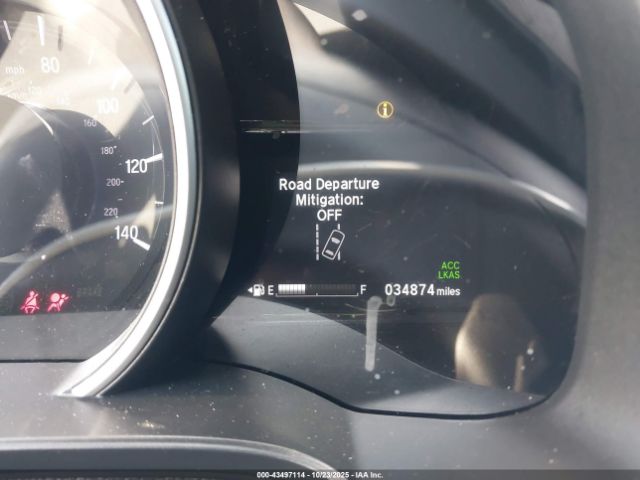 mph 80
100
120
140
160
180
200
220
Road Departure
Mitigation:
OFF
ACC
LKAS
E F 034874 miles
000-43497114 - 10/23/2025 - IAA Inc.